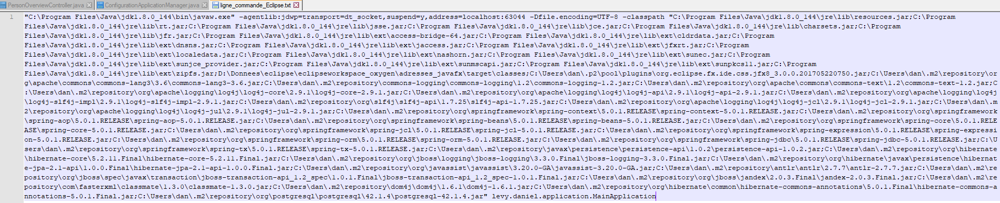 PersonOverviewController.java ConfigurationApplicationManager.java ligne_commande_Eclipse.txt
1 "C:\Program Files\Java\jdk1.8.0_144\bin\javaw.exe" -agentlib:jdwp=transport=dt_socket,suspend=y,address=localhost:63044 -Dfile.encoding=UTF-8 -classpath "C:\Program Files\Java\jdk1.8.0_144\jre\lib\resources.jar;C:\Program
Files\Java\jdk1.8.0_144\jre\lib\rt.jar;C:\Program Files\Java\jdk1.8.0_144\jre\lib\jsse.jar;C:\Program Files\Java\jdk1.8.0_144\jre\lib\jce.jar;C:\Program Files\Java\jdk1.8.0_144\jre\lib\charsets.jar;C:\Program
Files\Java\jdk1.8.0_144\jre\lib\jfr.jar;C:\Program Files\Java\jdk1.8.0_144\jre\lib\ext\access-bridge-64.jar;C:\Program Files\Java\jdk1.8.0_144\jre\lib\ext\cldrdata.jar;C:\Program
Files\Java\jdk1.8.0_144\jre\lib\ext\dnsns.jar;C:\Program Files\Java\jdk1.8.0_144\jre\lib\ext\jaccess.jar;C:\Program Files\Java\jdk1.8.0_144\jre\lib\ext\jfxrt.jar;C:\Program
Files\Java\jdk1.8.0_144\jre\lib\ext\localedata.jar;C:\Program Files\Java\jdk1.8.0_144\jre\lib\ext\nashorn.jar;C:\Program Files\Java\jdk1.8.0_144\jre\lib\ext\sunec.jar;C:\Program
Files\Java\jdk1.8.0_144\jre\lib\ext\sunjce_provider.jar;C:\Program Files\Java\jdk1.8.0_144\jre\lib\ext\sunmscapi.jar;C:\Program Files\Java\jdk1.8.0_144\jre\lib\ext\sunpkcs11.jar;C:\Program
Files\Java\jdk1.8.0_144\jre\lib\ext\zipfs.jar;D:\Donnees\eclipse\eclipseworkspace_oxygen\adresses_javafx\target\classes;C:\Users\dan\.p2\pool\plugins\org.eclipse.fx.ide.css.jfx8_3.0.0.201705220750.jar;C:\Users\dan\.m2\repository\or
g\apache\commons\commons-lang3\3.6\commons-lang3-3.6.jar;C:\Users\dan\.m2\repository\commons-logging\commons-logging\1.2\commons-logging-1.2.jar;C:\Users\dan\.m2\repository\org\apache\commons\commons-text\1.2\commons-text-1.2.jar;C
:\Users\dan\.m2\repository\org\apache\logging\log4j\log4j-core\2.9.1\log4j-core-2.9.1.jar;C:\Users\dan\.m2\repository\org\apache\logging\log4j\log4j-api\2.9.1\log4j-api-2.9.1.jar;C:\Users\dan\.m2\repository\org\apache\logging\log4j
\log4j-slf4j-impl\2.9.1\log4j-slf4j-impl-2.9.1.jar;C:\Users\dan\.m2\repository\org\slf4j\slf4j-api\1.7.25\slf4j-api-1.7.25.jar;C:\Users\dan\.m2\repository\org\apache\logging\log4j\log4j-jcl\2.9.1\log4j-jcl-2.9.1.jar;C:\Users\dan\.m
2\repository\org\apache\logging\log4j\log4j-jul\2.9.1\log4j-jul-2.9.1.jar;C:\Users\dan\.m2\repository\org\springframework\spring-context\5.0.1.RELEASE\spring-context-5.0.1.RELEASE.jar;C:\Users\dan\.m2\repository\org\springframework
\spring-aop\5.0.1.RELEASE\spring-aop-5.0.1.RELEASE.jar;C:\Users\dan\.m2\repository\org\springframework\spring-beans\5.0.1.RELEASE\spring-beans-5.0.1.RELEASE.jar;C:\Users\dan\.m2\repository\org\springframework\spring-core\5.0.1.RELE
ASE\spring-core-5.0.1.RELEASE.jar;C:\Users\dan\.m2\repository\org\springframework\spring-jcl\5.0.1.RELEASE\spring-jcl-5.0.1.RELEASE.jar;C:\Users\dan\.m2\repository\org\springframework\spring-expression\5.0.1.RELEASE\spring-expressi
on-5.0.1.RELEASE.jar;C:\Users\dan\.m2\repository\org\springframework\spring-orm\5.0.1.RELEASE\spring-orm-5.0.1.RELEASE.jar;C:\Users\dan\.m2\repository\org\springframework\spring-jdbc\5.0.1.RELEASE\spring-jdbc-5.0.1.RELEASE.jar;C:\U
sers\dan\.m2\repository\org\springframework\spring-tx\5.0.1.RELEASE\spring-tx-5.0.1.RELEASE.jar;C:\Users\dan\.m2\repository\javax\persistence\persistence-api\1.0.2\persistence-api-1.0.2.jar;C:\Users\dan\.m2\repository\org\hibernate
\hibernate-core\5.2.11.Final\hibernate-core-5.2.11.Final.jar;C:\Users\dan\.m2\repository\org\jboss\logging\jboss-logging\3.3.0.Final\jboss-logging-3.3.0.Final.jar;C:\Users\dan\.m2\repository\org\hibernate\javax\persistence\hibernat
e-jpa-2.1-api\1.0.0.Final\hibernate-jpa-2.1-api-1.0.0.Final.jar;C:\Users\dan\.m2\repository\org\javassist\javassist\3.20.0-GA\javassist-3.20.0-GA.jar;C:\Users\dan\.m2\repository\antlr\antlr\2.7.7\antlr-2.7.7.jar;C:\Users\dan\.m2\re
pository\org\jboss\spec\javax\transaction\jboss-transaction-api_1.2_spec\1.0.1.Final\jboss-transaction-api_1.2_spec-1.0.1.Final.jar;C:\Users\dan\.m2\repository\org\jboss\jandex\2.0.3.Final\jandex-2.0.3.Final.jar;C:\Users\dan\.m2\re
pository\com\fasterxml\classmate\1.3.0\classmate-1.3.0.jar;C:\Users\dan\.m2\repository\dom4j\dom4j\1.6.1\dom4j-1.6.1.jar;C:\Users\dan\.m2\repository\org\hibernate\common\hibernate-commons-annotations\5.0.1.Final\hibernate-commons-a
nnotations-5.0.1.Final.jar;C:\Users\dan\.m2\repository\org\postgresql\postgresql\42.1.4\postgresql-42.1.4.jar" levy.daniel.application.MainApplication